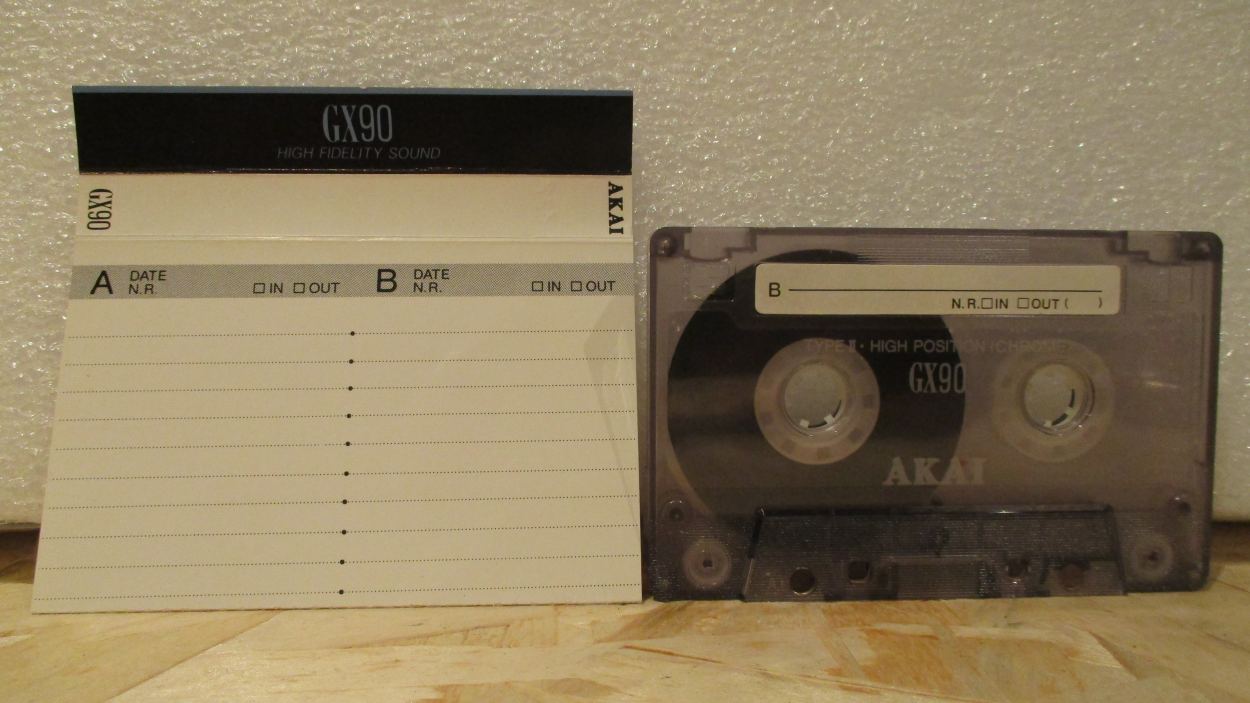 GX90
HIGH FIDELITY SOUND
GX90
AKAI
A DATE
N.R. □ IN □ OUT
B DATE
N.R. □ IN □ OUT
B
N.R. □IN □OUT ( )
TYPE II · HIGH POSITION (CHROME)
GX90
AKAI